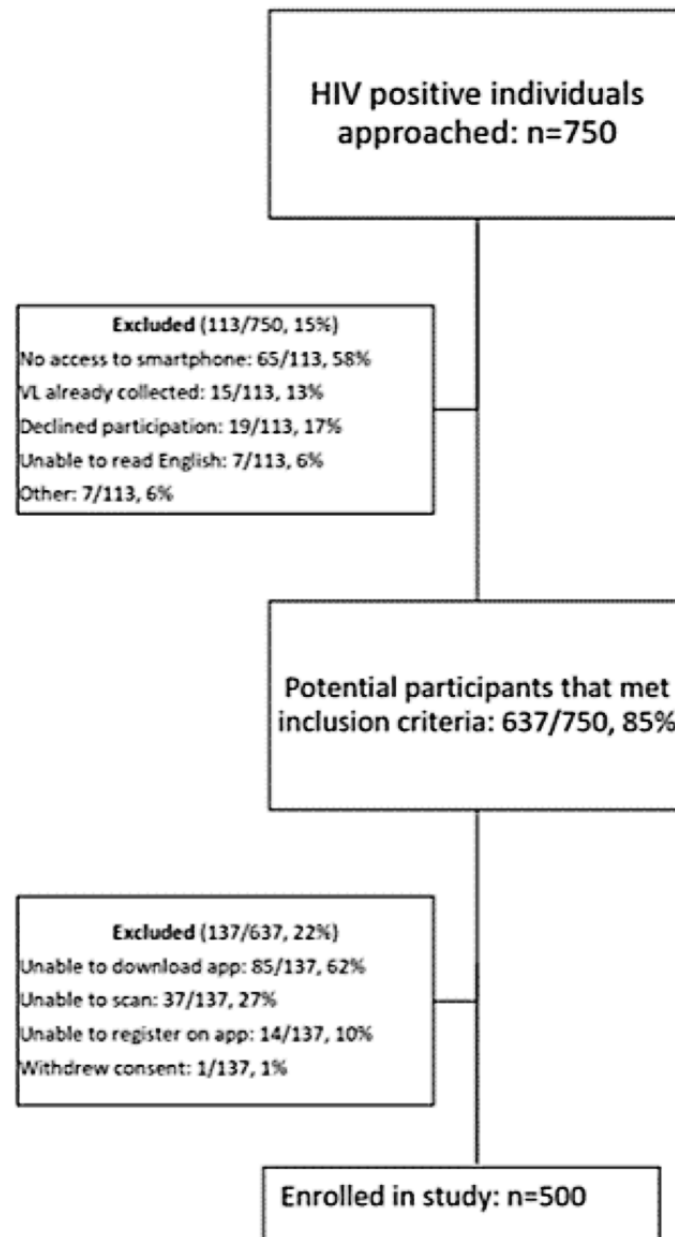 HIV positive individuals
approached: n=750
Excluded (113/750, 15%)
No access to smartphone: 65/113, 58%
VL already collected: 15/113, 13%
Declined participation: 19/113, 17%
Unable to read English: 7/113, 6%
Other: 7/113, 6%
Potential participants that met
inclusion criteria: 637/750, 85%
Excluded (137/637, 22%)
Unable to download app: 85/137, 62%
Unable to scan: 37/137, 27%
Unable to register on app: 14/137, 10%
Withdrew consent: 1/137, 1%
Enrolled in study: n=500